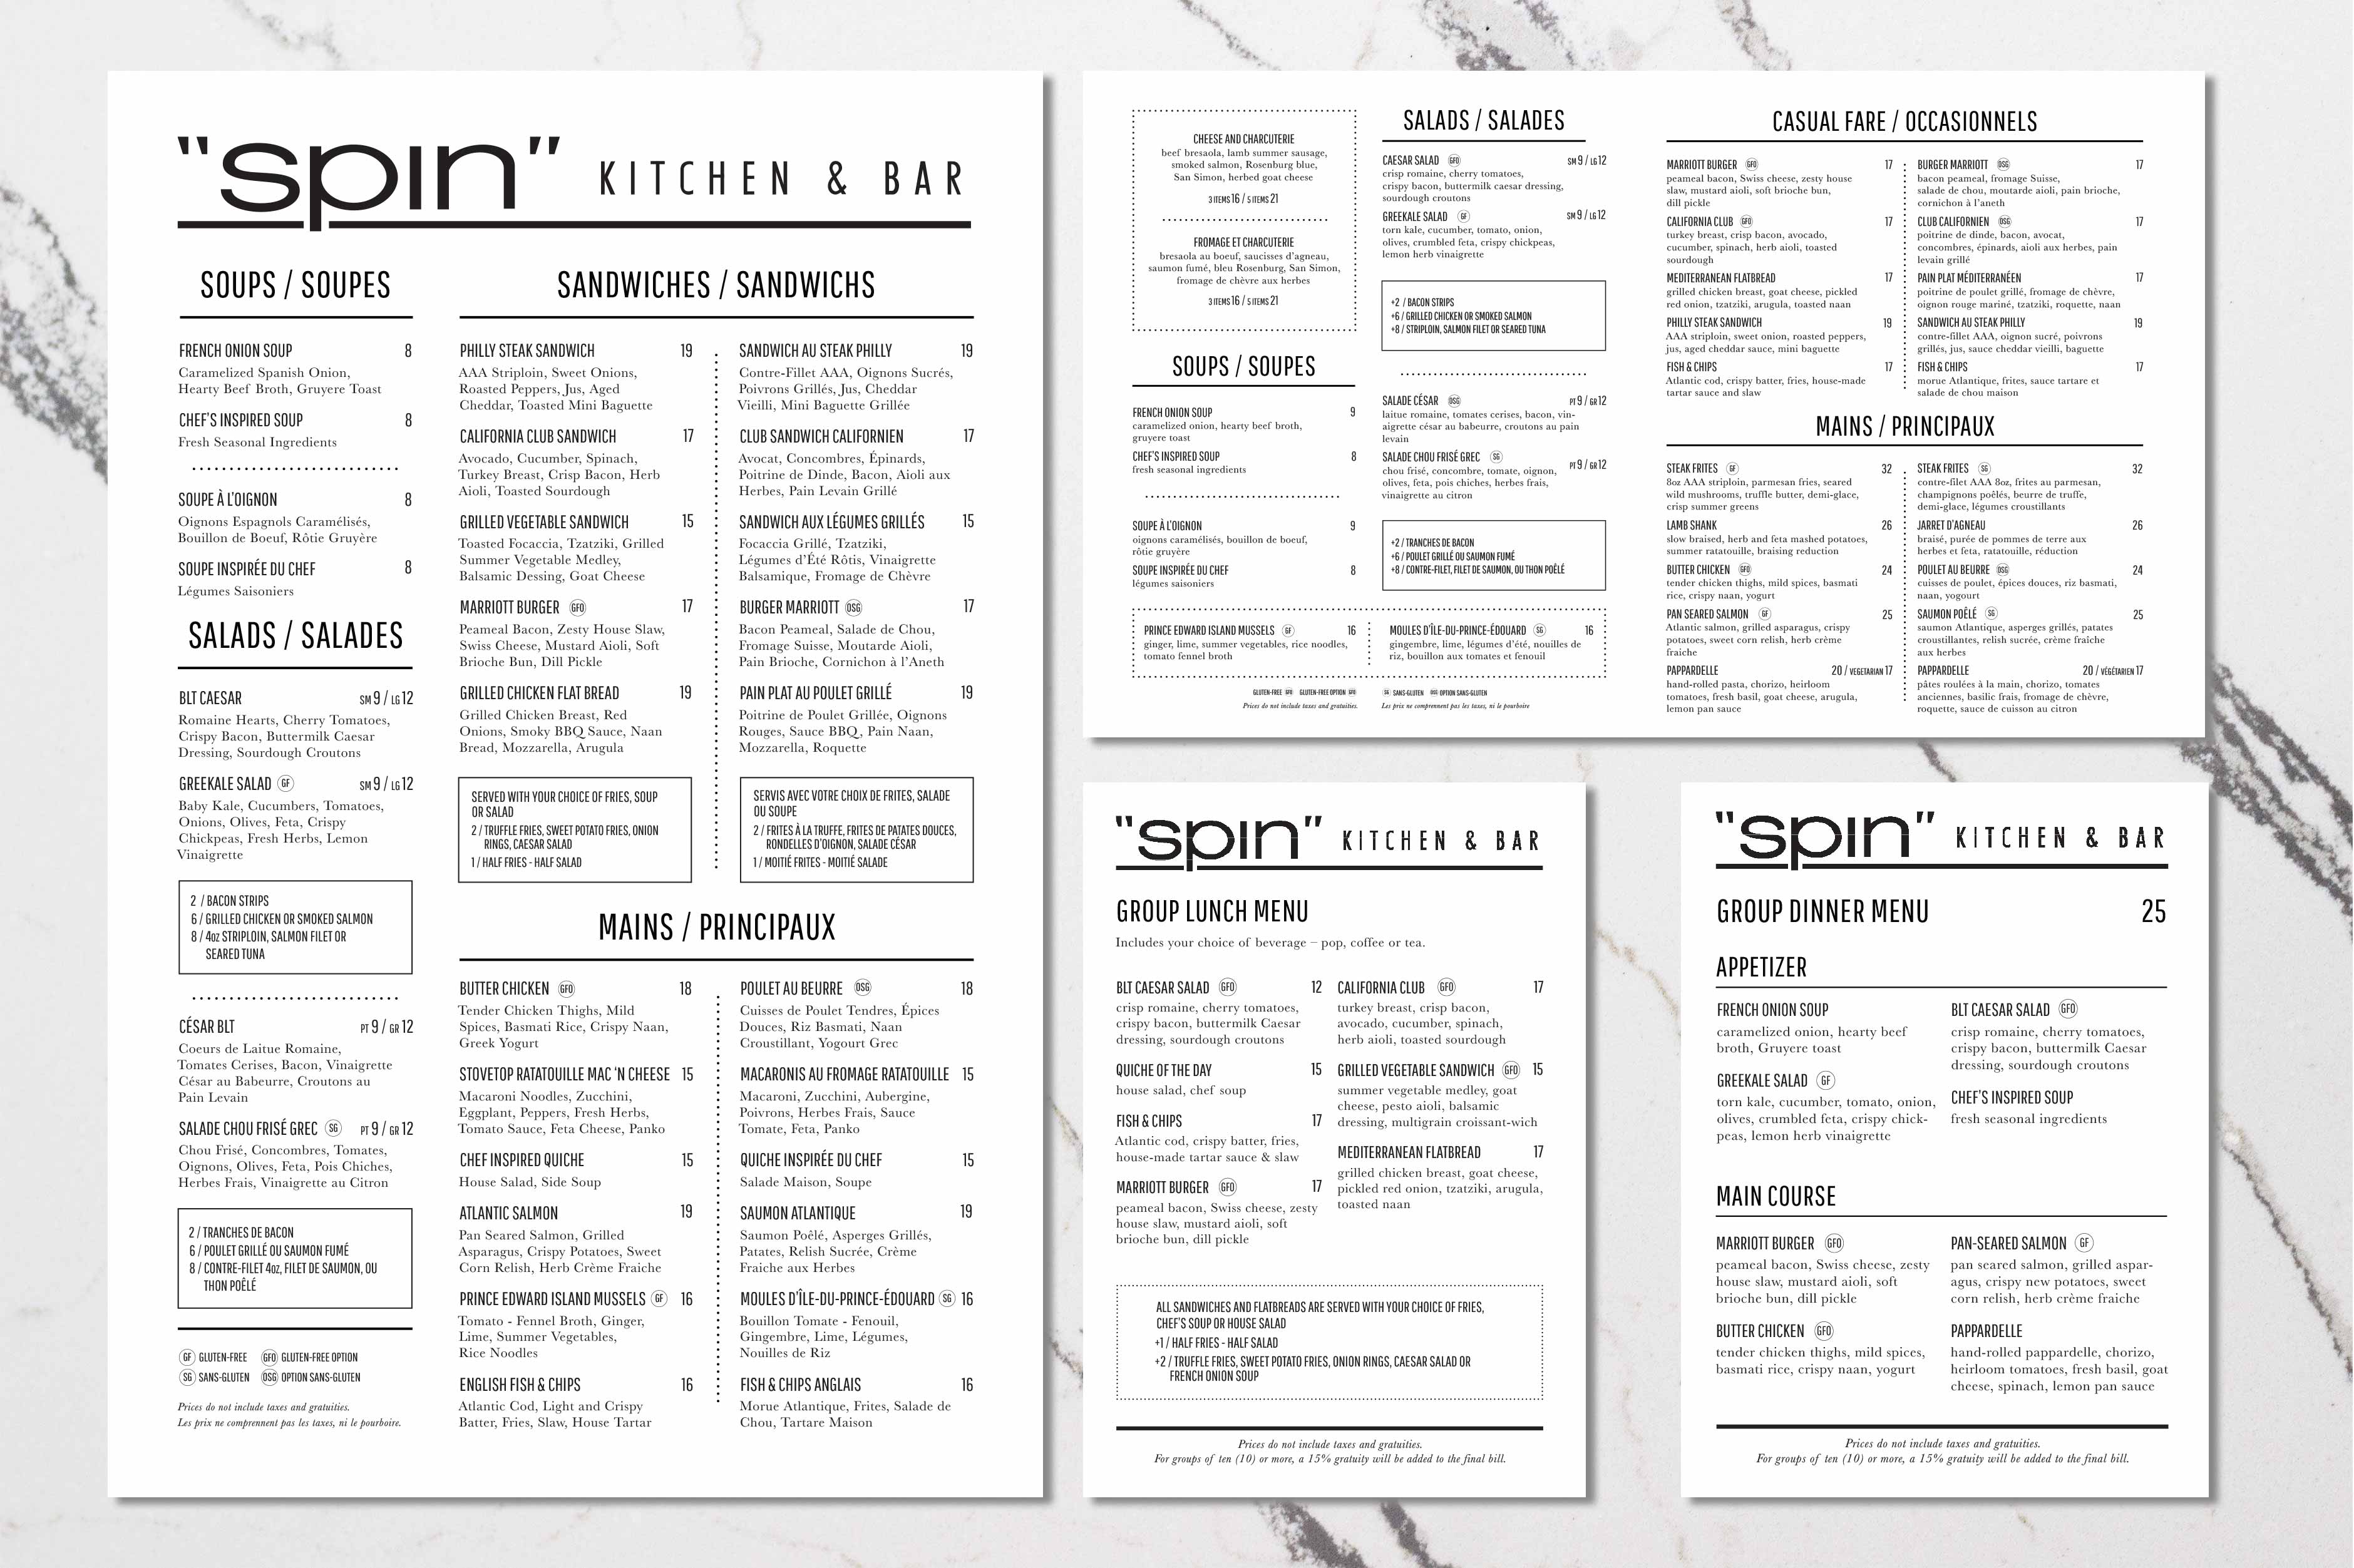 "spin" KITCHEN & BAR
SOUPS / SOUPES
FRENCH ONION SOUP 8
Caramelized Spanish Onion,
Hearty Beef Broth, Gruyere Toast
CHEF'S INSPIRED SOUP 8
Fresh Seasonal Ingredients
SOUPE À L'OIGNON 8
Oignons Espagnols Caramélisés,
Bouillon de Boeuf, Rôtie Gruyère
SOUPE INSPIRÉE DU CHEF 8
Légumes Saisoniers
SALADS / SALADES
BLT CAESAR SM 9 / LG 12
Romaine Hearts, Cherry Tomatoes,
Crispy Bacon, Buttermilk Caesar
Dressing, Sourdough Croutons
GREEKALE SALAD GF SM 9 / LG 12
Baby Kale, Cucumbers, Tomatoes,
Onions, Olives, Feta, Crispy
Chickpeas, Fresh Herbs, Lemon
Vinaigrette
2 / BACON STRIPS
6 / GRILLED CHICKEN OR SMOKED SALMON
8 / 4oz STRIPLOIN, SALMON FILET OR
SEARED TUNA
CÉSAR BLT PT 9 / GR 12
Coeurs de Laitue Romaine,
Tomates Cerises, Bacon, Vinaigrette
César au Babeurre, Croutons au
Pain Levain
SALADE CHOU FRISÉ GREC SG PT 9 / GR 12
Chou Frisé, Concombres, Tomates,
Oignons, Olives, Feta, Pois Chiches,
Herbes Frais, Vinaigrette au Citron
2 / TRANCHES DE BACON
6 / POULET GRILLÉ OU SAUMON FUMÉ
8 / CONTRE-FILET 4oz, FILET DE SAUMON, OU
THON POÊLÉ
GF GLUTEN-FREE GFO GLUTEN-FREE OPTION
SG SANS-GLUTEN OSG OPTION SANS-GLUTEN
Prices do not include taxes and gratuities.
Les prix ne comprennent pas les taxes, ni le pourboire.
SANDWICHES / SANDWICHS
PHILLY STEAK SANDWICH 19
AAA Striploin, Sweet Onions,
Roasted Peppers, Jus, Aged
Cheddar, Toasted Mini Baguette
CALIFORNIA CLUB SANDWICH 17
Avocado, Cucumber, Spinach,
Turkey Breast, Crisp Bacon, Herb
Aioli, Toasted Sourdough
GRILLED VEGETABLE SANDWICH 15
Toasted Focaccia, Tzatziki, Grilled
Summer Vegetable Medley,
Balsamic Dessing, Goat Cheese
MARRIOTT BURGER GFO 17
Peameal Bacon, Zesty House Slaw,
Swiss Cheese, Mustard Aioli, Soft
Brioche Bun, Dill Pickle
GRILLED CHICKEN FLAT BREAD 19
Grilled Chicken Breast, Red
Onions, Smoky BBQ Sauce, Naan
Bread, Mozzarella, Arugula
SERVED WITH YOUR CHOICE OF FRIES, SOUP
OR SALAD
2 / TRUFFLE FRIES, SWEET POTATO FRIES, ONION
RINGS, CAESAR SALAD
1 / HALF FRIES - HALF SALAD
SANDWICH AU STEAK PHILLY 19
Contre-Fillet AAA, Oignons Sucrés,
Poivrons Grillés, Jus, Cheddar
Vieilli, Mini Baguette Grillée
CLUB SANDWICH CALIFORNIEN 17
Avocat, Concombres, Épinards,
Poitrine de Dinde, Bacon, Aioli aux
Herbes, Pain Levain Grillé
SANDWICH AUX LÉGUMES GRILLÉS 15
Focaccia Grillé, Tzatziki,
Légumes d'Été Rôtis, Vinaigrette
Balsamique, Fromage de Chèvre
BURGER MARRIOTT OSG 17
Bacon Peameal, Salade de Chou,
Fromage Suisse, Moutarde Aioli,
Pain Brioche, Cornichon à l'Aneth
PAIN PLAT AU POULET GRILLÉ 19
Poitrine de Poulet Grillée, Oignons
Rouges, Sauce BBQ, Pain Naan,
Mozzarella, Roquette
SERVIS AVEC VOTRE CHOIX DE FRITES, SALADE
OU SOUPE
2 / FRITES À LA TRUFFE, FRITES DE PATATES DOUCES,
RONDELLES D'OIGNON, SALADE CÉSAR
1 / MOITIÉ FRITES - MOITIÉ SALADE
MAINS / PRINCIPAUX
BUTTER CHICKEN GFO 18
Tender Chicken Thighs, Mild
Spices, Basmati Rice, Crispy Naan,
Greek Yogurt
STOVETOP RATATOUILLE MAC 'N CHEESE 15
Macaroni Noodles, Zucchini,
Eggplant, Peppers, Fresh Herbs,
Tomato Sauce, Feta Cheese, Panko
CHEF INSPIRED QUICHE 15
House Salad, Side Soup
ATLANTIC SALMON 19
Pan Seared Salmon, Grilled
Asparagus, Crispy Potatoes, Sweet
Corn Relish, Herb Crème Fraiche
PRINCE EDWARD ISLAND MUSSELS GF 16
Tomato - Fennel Broth, Ginger,
Lime, Summer Vegetables,
Rice Noodles
ENGLISH FISH & CHIPS 16
Atlantic Cod, Light and Crispy
Batter, Fries, Slaw, House Tartar
POULET AU BEURRE OSG 18
Cuisses de Poulet Tendres, Épices
Douces, Riz Basmati, Naan
Croustillant, Yogourt Grec
MACARONIS AU FROMAGE RATATOUILLE 15
Macaroni, Zucchini, Aubergine,
Poivrons, Herbes Frais, Sauce
Tomate, Feta, Panko
QUICHE INSPIRÉE DU CHEF 15
Salade Maison, Soupe
SAUMON ATLANTIQUE 19
Saumon Poêlé, Asperges Grillés,
Patates, Relish Sucrée, Crème
Fraiche aux Herbes
MOULES D'ÎLE-DU-PRINCE-ÉDOUARD SG 16
Bouillon Tomate - Fenouil,
Gingembre, Lime, Légumes,
Nouilles de Riz
FISH & CHIPS ANGLAIS 16
Morue Atlantique, Frites, Salade de
Chou, Tartare Maison
CHEESE AND CHARCUTERIE
beef bresaola, lamb summer sausage,
smoked salmon, Rosenburg blue,
San Simon, herbed goat cheese
3 ITEMS 16 / 5 ITEMS 21
FROMAGE ET CHARCUTERIE
bresaola au boeuf, saucisses d'agneau,
saumon fumé, bleu Rosenburg, San Simon,
fromage de chèvre aux herbes
3 ITEMS 16 / 5 ITEMS 21
SOUPS / SOUPES
FRENCH ONION SOUP 9
caramelized onion, hearty beef broth,
gruyere toast
CHEF'S INSPIRED SOUP 8
fresh seasonal ingredients
SOUPE À L'OIGNON 9
oignons caramélisés, bouillon de boeuf,
rôtie gruyère
SOUPE INSPIRÉE DU CHEF 8
légumes saisoniers
SALADS / SALADES
CAESAR SALAD GFO SM 9 / LG 12
crisp romaine, cherry tomatoes,
crispy bacon, buttermilk caesar dressing,
sourdough croutons
GREEKALE SALAD GF SM 9 / LG 12
torn kale, cucumber, tomato, onion,
olives, crumbled feta, crispy chickpeas,
lemon herb vinaigrette
+2 / BACON STRIPS
+6 / GRILLED CHICKEN OR SMOKED SALMON
+8 / STRIPLOIN, SALMON FILET OR SEARED TUNA
SALADE CÉSAR OSG PT 9 / GR 12
laitue romaine, tomates cerises, bacon, vin-
aigrette césar au babeurre, croutons au pain
levain
SALADE CHOU FRISÉ GREC SG PT 9 / GR 12
chou frisé, concombre, tomate, oignon,
olives, feta, pois chiches, herbes frais,
vinaigrette au citron
+2 / TRANCHES DE BACON
+6 / POULET GRILLÉ OU SAUMON FUMÉ
+8 / CONTRE-FILET, FILET DE SAUMON, OU THON POÊLÉ
PRINCE EDWARD ISLAND MUSSELS GF 16
ginger, lime, summer vegetables, rice noodles,
tomato fennel broth
MOULES D'ÎLE-DU-PRINCE-ÉDOUARD SG 16
gingembre, lime, légumes d'été, nouilles de
riz, bouillon aux tomates et fenouil
GLUTEN-FREE GF GLUTEN-FREE OPTION GFO SG SANS-GLUTEN OSG OPTION SANS-GLUTEN
Prices do not include taxes and gratuities. Les prix ne comprennent pas les taxes, ni le pourboire
CASUAL FARE / OCCASIONNELS
MARRIOTT BURGER GFO 17
peameal bacon, Swiss cheese, zesty house
slaw, mustard aioli, soft brioche bun,
dill pickle
CALIFORNIA CLUB GFO 17
turkey breast, crisp bacon, avocado,
cucumber, spinach, herb aioli, toasted
sourdough
MEDITERRANEAN FLATBREAD 17
grilled chicken breast, goat cheese, pickled
red onion, tzatziki, arugula, toasted naan
PHILLY STEAK SANDWICH 19
AAA striploin, sweet onion, roasted peppers,
jus, aged cheddar sauce, mini baguette
FISH & CHIPS 17
Atlantic cod, crispy batter, fries, house-made
tartar sauce and slaw
BURGER MARRIOTT OSG 17
bacon peameal, fromage Suisse,
salade de chou, moutarde aioli, pain brioche,
cornichon à l'aneth
CLUB CALIFORNIEN OSG 17
poitrine de dinde, bacon, avocat,
concombres, épinards, aioli aux herbes, pain
levain grillé
PAIN PLAT MÉDITERRANÉEN 17
poitrine de poulet grillé, fromage de chèvre,
oignon rouge mariné, tzatziki, roquette, naan
SANDWICH AU STEAK PHILLY 19
contre-fillet AAA, oignon sucré, poivrons
grillés, jus, sauce cheddar vieilli, baguette
FISH & CHIPS 17
morue Atlantique, frites, sauce tartare et
salade de chou maison
MAINS / PRINCIPAUX
STEAK FRITES GF 32
8oz AAA striploin, parmesan fries, seared
wild mushrooms, truffle butter, demi-glace,
crisp summer greens
LAMB SHANK 26
slow braised, herb and feta mashed potatoes,
summer ratatouille, braising reduction
BUTTER CHICKEN GFO 24
tender chicken thighs, mild spices, basmati
rice, crispy naan, yogurt
PAN SEARED SALMON GF 25
Atlantic salmon, grilled asparagus, crispy
potatoes, sweet corn relish, herb crème
fraiche
PAPPARDELLE 20 / VEGETARIAN 17
hand-rolled pasta, chorizo, heirloom
tomatoes, fresh basil, goat cheese, arugula,
lemon pan sauce
STEAK FRITES SG 32
contre-filet AAA 8oz, frites au parmesan,
champignons poêlés, beurre de truffe,
demi-glace, légumes croustillants
JARRET D'AGNEAU 26
braisé, purée de pommes de terre aux
herbes et feta, ratatouille, réduction
POULET AU BEURRE OSG 24
cuisses de poulet, épices douces, riz basmati,
naan, yogourt
SAUMON POÊLÉ SG 25
saumon Atlantique, asperges grillés, patates
croustillantes, relish sucrée, crème fraîche
aux herbes
PAPPARDELLE 20 / VÉGÉTARIEN 17
pâtes roulées à la main, chorizo, tomates
anciennes, basilic frais, fromage de chèvres,
roquette, sauce de cuisson au citron
"spin" KITCHEN & BAR
GROUP LUNCH MENU
Includes your choice of beverage – pop, coffee or tea.
BLT CAESAR SALAD GFO 12
crisp romaine, cherry tomatoes,
crispy bacon, buttermilk Caesar
dressing, sourdough croutons
QUICHE OF THE DAY 15
house salad, chef soup
FISH & CHIPS 17
Atlantic cod, crispy batter, fries,
house-made tartar sauce & slaw
MARRIOTT BURGER GFO 17
peameal bacon, Swiss cheese, zesty
house slaw, mustard aioli, soft
brioche bun, dill pickle
CALIFORNIA CLUB GFO 17
turkey breast, crisp bacon,
avocado, cucumber, spinach,
herb aioli, toasted sourdough
GRILLED VEGETABLE SANDWICH GFO 15
summer vegetable medley, goat
cheese, pesto aioli, balsamic
dressing, multigrain croissant-wich
MEDITERRANEAN FLATBREAD 17
grilled chicken breast, goat cheese,
pickled red onion, tzatziki, arugula,
toasted naan
ALL SANDWICHES AND FLATBREADS ARE SERVED WITH YOUR CHOICE OF FRIES,
CHEF'S SOUP OR HOUSE SALAD
+1 / HALF FRIES - HALF SALAD
+2 / TRUFFLE FRIES, SWEET POTATO FRIES, ONION RINGS, CAESAR SALAD OR
FRENCH ONION SOUP
Prices do not include taxes and gratuities.
For groups of ten (10) or more, a 15% gratuity will be added to the final bill.
"spin" KITCHEN & BAR
GROUP DINNER MENU 25
APPETIZER
FRENCH ONION SOUP
caramelized onion, hearty beef
broth, Gruyere toast
GREEKALE SALAD GF
torn kale, cucumber, tomato, onion,
olives, crumbled feta, crispy chick-
peas, lemon herb vinaigrette
BLT CAESAR SALAD GFO
crisp romaine, cherry tomatoes,
crispy bacon, buttermilk Caesar
dressing, sourdough croutons
CHEF'S INSPIRED SOUP
fresh seasonal ingredients
MAIN COURSE
MARRIOTT BURGER GFO
peameal bacon, Swiss cheese, zesty
house slaw, mustard aioli, soft
brioche bun, dill pickle
BUTTER CHICKEN GFO
tender chicken thighs, mild spices,
basmati rice, crispy naan, yogurt
PAN-SEARED SALMON GF
pan seared salmon, grilled aspar-
agus, crispy new potatoes, sweet
corn relish, herb crème fraiche
PAPPARDELLE
hand-rolled pappardelle, chorizo,
heirloom tomatoes, fresh basil, goat
cheese, spinach, lemon pan sauce
Prices do not include taxes and gratuities.
For groups of ten (10) or more, a 15% gratuity will be added to the final bill.